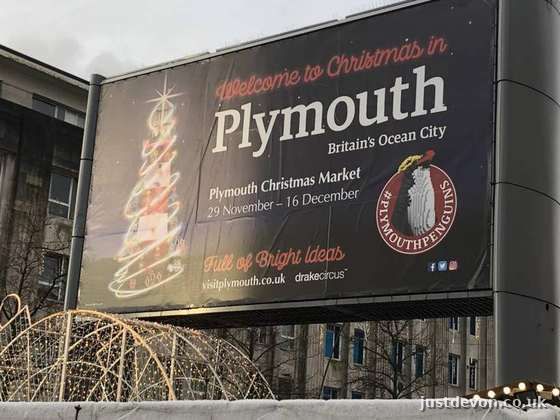 Welcome to Christmas in
Plymouth
Britain's Ocean City
Plymouth Christmas Market
29 November – 16 December
#PLYMOUTHPENGUINS
Full of Bright Ideas
visitplymouth.co.uk drakecircus
justdevon.co.uk